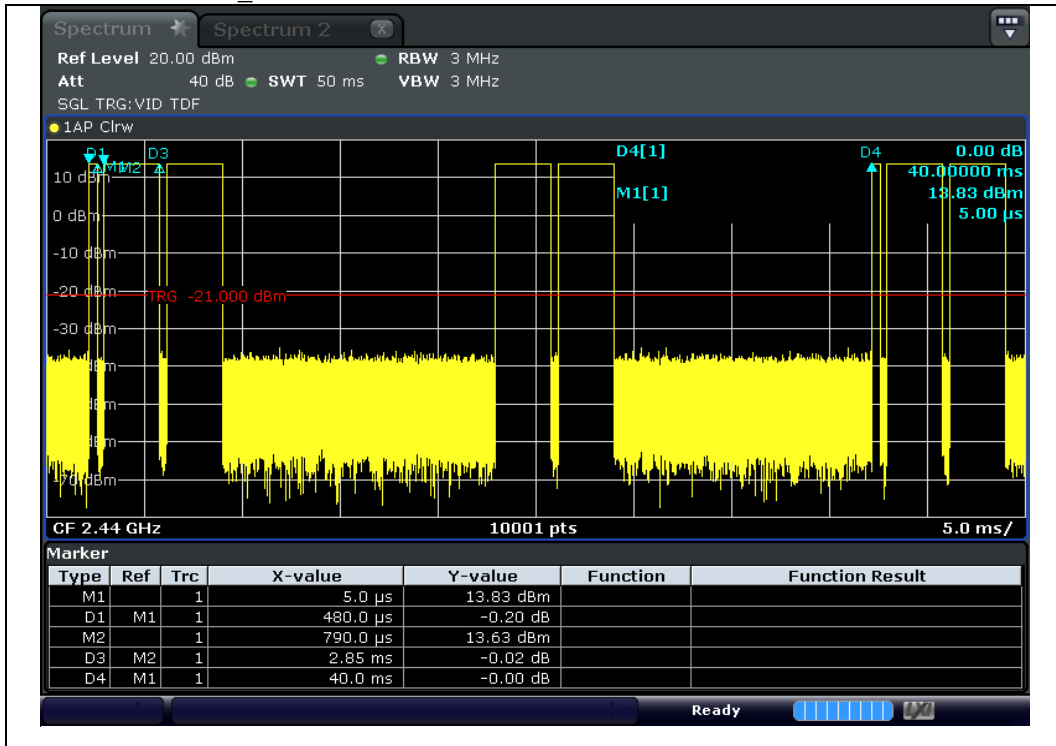 Spectrum Spectrum 2 X
Ref Level 20.00 dBm RBW 3 MHz
Att 40 dB SWT 50 ms VBW 3 MHz
SGL TRG:VID TDF
1AP Clrw
D1 D3 D4[1] D4 0.00 dB
M1 M2 40.00000 ms
10 dBm M1[1] 13.83 dBm
0 dBm 5.00 µs
-10 dBm
-20 dBm TRG -21.000 dBm
-30 dBm
dBm
dBm
dBm
-70 dBm
CF 2.44 GHz 10001 pts 5.0 ms/
Marker
Type Ref Trc X-value Y-value Function Function Result
M1 1 5.0 µs 13.83 dBm
D1 M1 1 480.0 µs -0.20 dB
M2 1 790.0 µs 13.63 dBm
D3 M2 1 2.85 ms -0.02 dB
D4 M1 1 40.0 ms -0.00 dB
Ready LXI